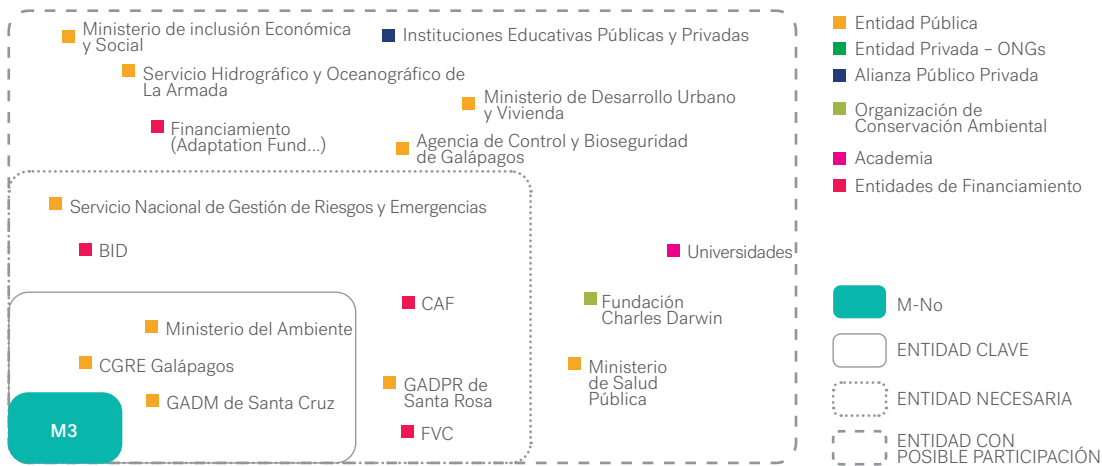 Ministerio de inclusión Económica
y Social
Instituciones Educativas Públicas y Privadas
Servicio Hidrográfico y Oceanográfico de
La Armada
Ministerio de Desarrollo Urbano
y Vivienda
Financiamiento
(Adaptation Fund...)
Agencia de Control y Bioseguridad
de Galápagos
Servicio Nacional de Gestión de Riesgos y Emergencias
BID
Universidades
CAF
Fundación
Charles Darwin
Ministerio del Ambiente
CGRE Galápagos
Ministerio
de Salud
Pública
GADM de Santa Cruz
GADPR de
Santa Rosa
M3
FVC
Entidad Pública
Entidad Privada – ONGs
Alianza Público Privada
Organización de
Conservación Ambiental
Academia
Entidades de Financiamiento
M-No
ENTIDAD CLAVE
ENTIDAD NECESARIA
ENTIDAD CON
POSIBLE PARTICIPACIÓN